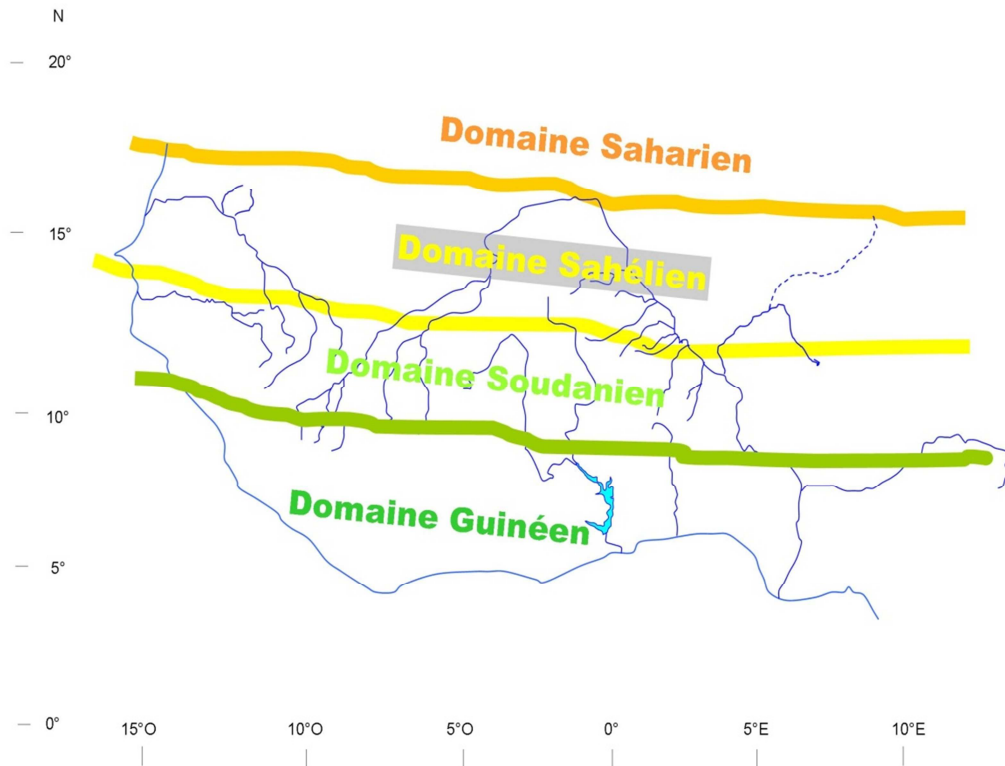 N
20°
Domaine Saharien
15°
Domaine Sahélien
Domaine Soudanien
10°
Domaine Guinéen
5°
0°
15°O 10°O 5°O 0° 5°E 10°E